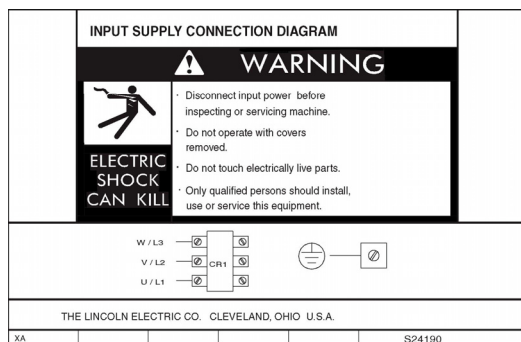 INPUT SUPPLY CONNECTION DIAGRAM
WARNING
ELECTRIC
SHOCK
CAN KILL
· Disconnect input power before
inspecting or servicing machine.
· Do not operate with covers
removed.
· Do not touch electrically live parts.
· Only qualified persons should install,
use or service this equipment.
W / L3
V / L2
U / L1
CR1
THE LINCOLN ELECTRIC CO. CLEVELAND, OHIO U.S.A.
XA
S24190